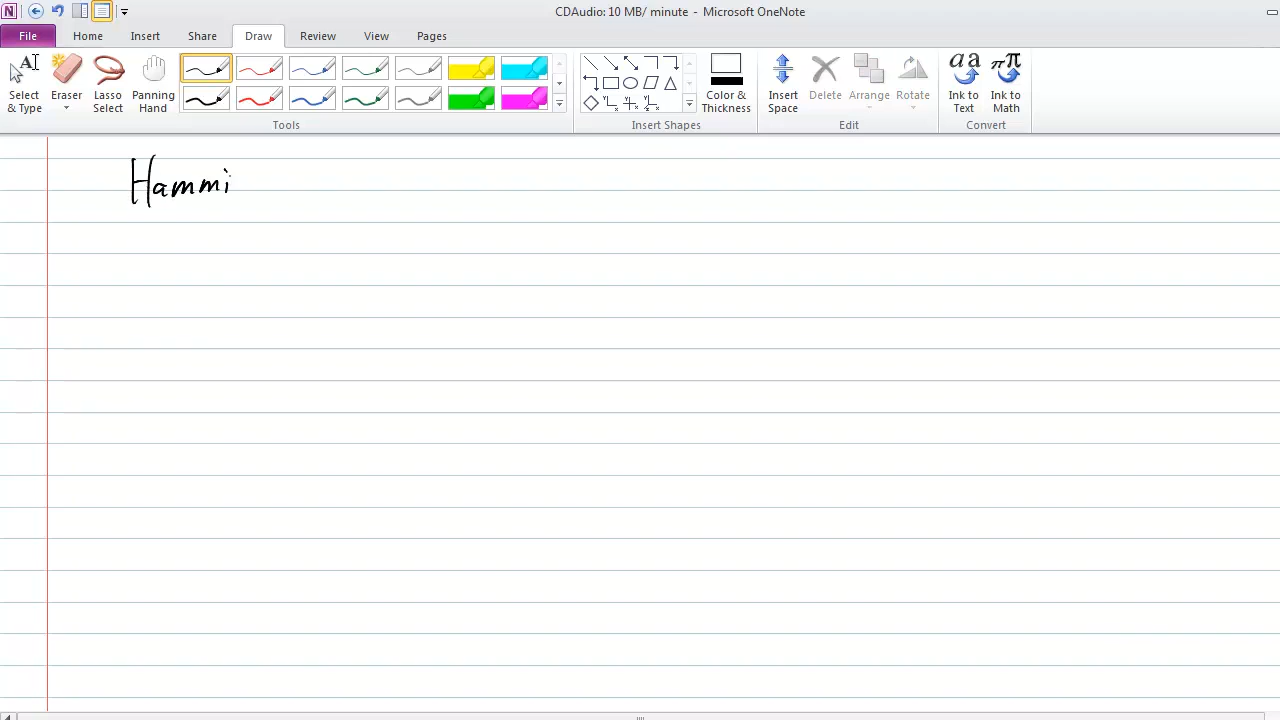 CDAudio: 10 MB/ minute - Microsoft OneNote
File Home Insert Share Draw Review View Pages
Select & Type Eraser Lasso Select Panning Hand Color & Thickness Insert Space Delete Arrange Rotate Ink to Text Ink to Math
Tools Insert Shapes Edit Convert
Hammi